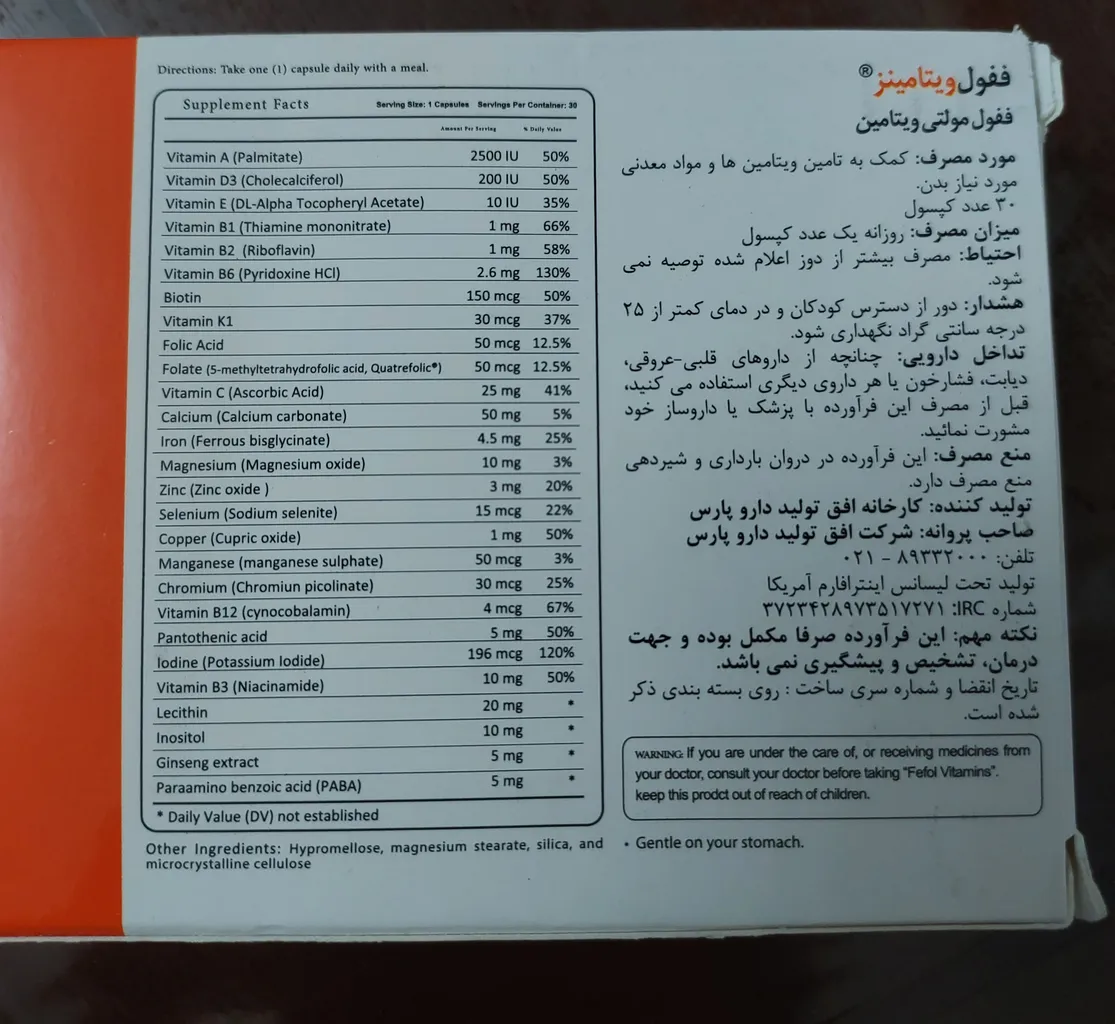 Directions: Take one (1) capsule daily with a meal.
Supplement Facts Serving Size: 1 Capsules Servings Per Container: 30
Amount Per Serving % Daily Value
Vitamin A (Palmitate) 2500 IU 50%
Vitamin D3 (Cholecalciferol) 200 IU 50%
Vitamin E (DL-Alpha Tocopheryl Acetate) 10 IU 35%
Vitamin B1 (Thiamine mononitrate) 1 mg 66%
Vitamin B2 (Riboflavin) 1 mg 58%
Vitamin B6 (Pyridoxine HCl) 2.6 mg 130%
Biotin 150 mcg 50%
Vitamin K1 30 mcg 37%
Folic Acid 50 mcg 12.5%
Folate (5-methyltetrahydrofolic acid, Quatrefolic®) 50 mcg 12.5%
Vitamin C (Ascorbic Acid) 25 mg 41%
Calcium (Calcium carbonate) 50 mg 5%
Iron (Ferrous bisglycinate) 4.5 mg 25%
Magnesium (Magnesium oxide) 10 mg 3%
Zinc (Zinc oxide ) 3 mg 20%
Selenium (Sodium selenite) 15 mcg 22%
Copper (Cupric oxide) 1 mg 50%
Manganese (manganese sulphate) 50 mcg 3%
Chromium (Chromiun picolinate) 30 mcg 25%
Vitamin B12 (cynocobalamin) 4 mcg 67%
Pantothenic acid 5 mg 50%
Iodine (Potassium Iodide) 196 mcg 120%
Vitamin B3 (Niacinamide) 10 mg 50%
Lecithin 20 mg *
Inositol 10 mg *
Ginseng extract 5 mg *
Paraamino benzoic acid (PABA) 5 mg *
* Daily Value (DV) not established
Other Ingredients: Hypromellose, magnesium stearate, silica, and
microcrystalline cellulose
ففول ویتامینز®
ففول مولتی ویتامین
مورد مصرف: کمک به تامین ویتامین ها و مواد معدنی
مورد نیاز بدن.
۳۰ عدد کپسول
میزان مصرف: روزانه یک عدد کپسول
احتیاط: مصرف بیشتر از دوز اعلام شده توصیه نمی
شود.
هشدار: دور از دسترس کودکان و در دمای کمتر از ۲۵
درجه سانتی گراد نگهداری شود.
تداخل دارویی: چنانچه از داروهای قلبی-عروقی،
دیابت، فشارخون یا هر داروی دیگری استفاده می کنید،
قبل از مصرف این فرآورده با پزشک یا داروساز خود
مشورت نمائید.
منع مصرف: این فرآورده در دروان بارداری و شیردهی
منع مصرف دارد.
تولید کننده: کارخانه افق تولید دارو پارس
صاحب پروانه: شرکت افق تولید دارو پارس
تلفن: ۸۹۳۳۲۰۰۰ - ۰۲۱
تولید تحت لیسانس اینترافارم آمریکا
شماره IRC: ۳۷۲۳۴۲۸۹۷۳۵۱۷۲۷۱
نکته مهم: این فرآورده صرفا مکمل بوده و جهت
درمان، تشخیص و پیشگیری نمی باشد.
تاریخ انقضا و شماره سری ساخت : روی بسته بندی ذکر
شده است.
WARNING: If you are under the care of, or receiving medicines from
your doctor, consult your doctor before taking "Fefol Vitamins".
keep this prodct out of reach of children.
• Gentle on your stomach.